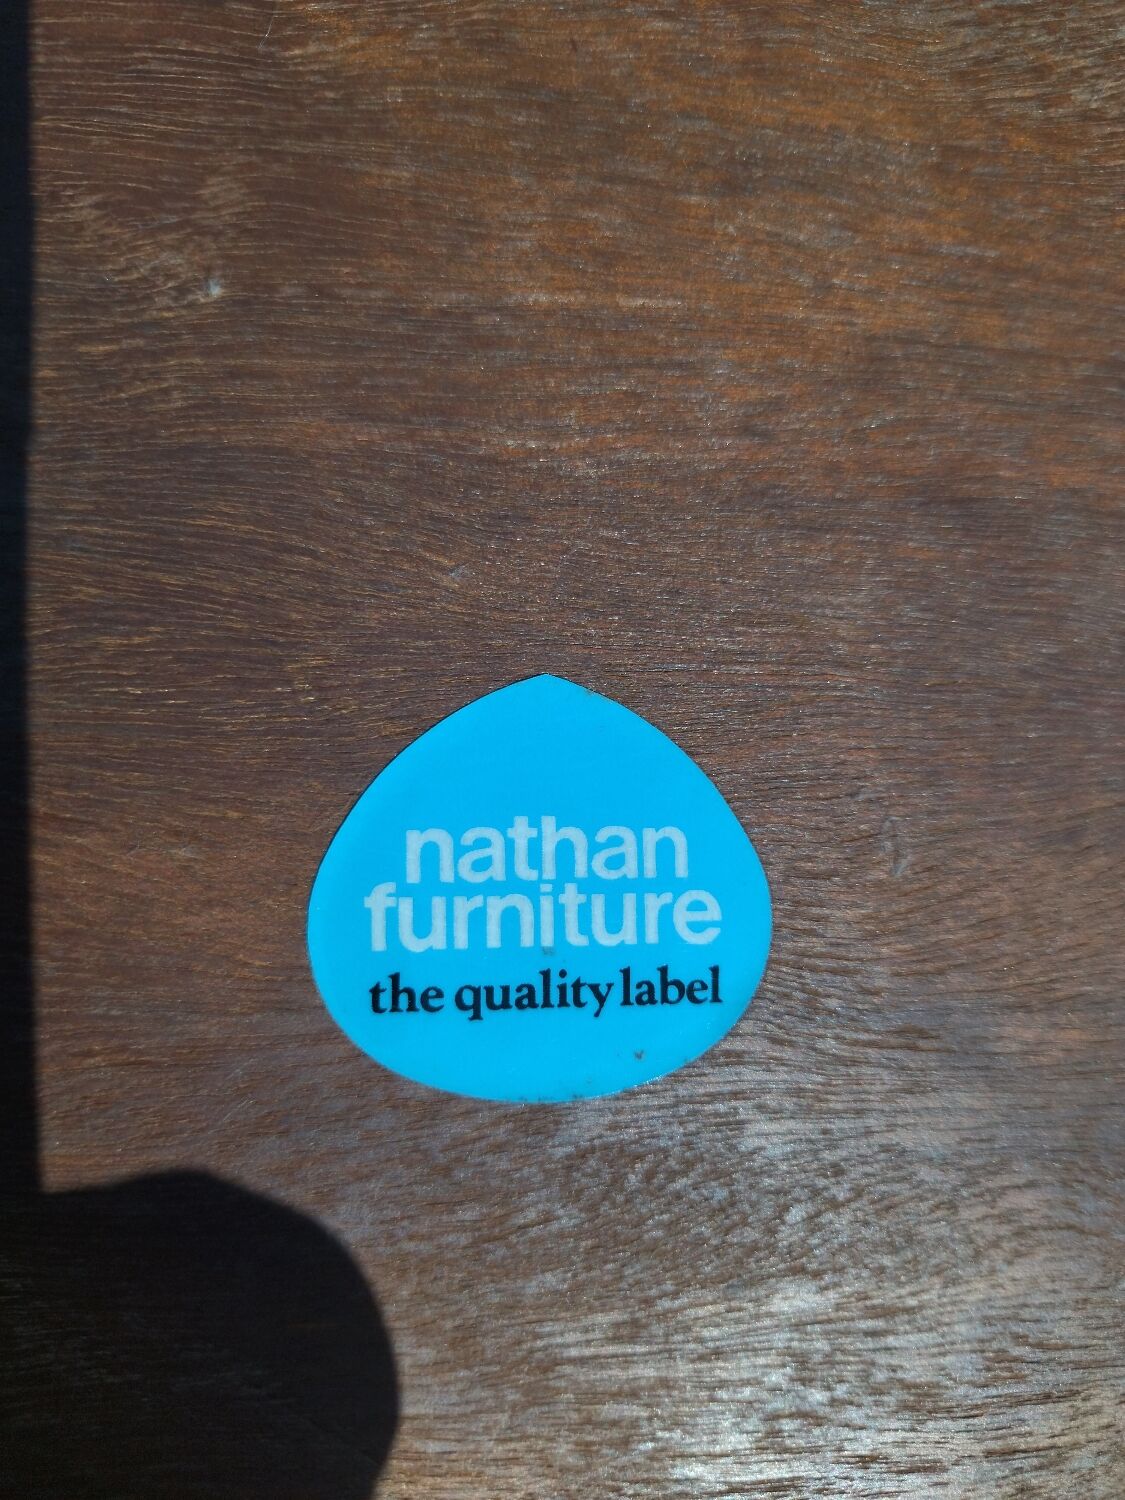 nathan
furniture
the quality label